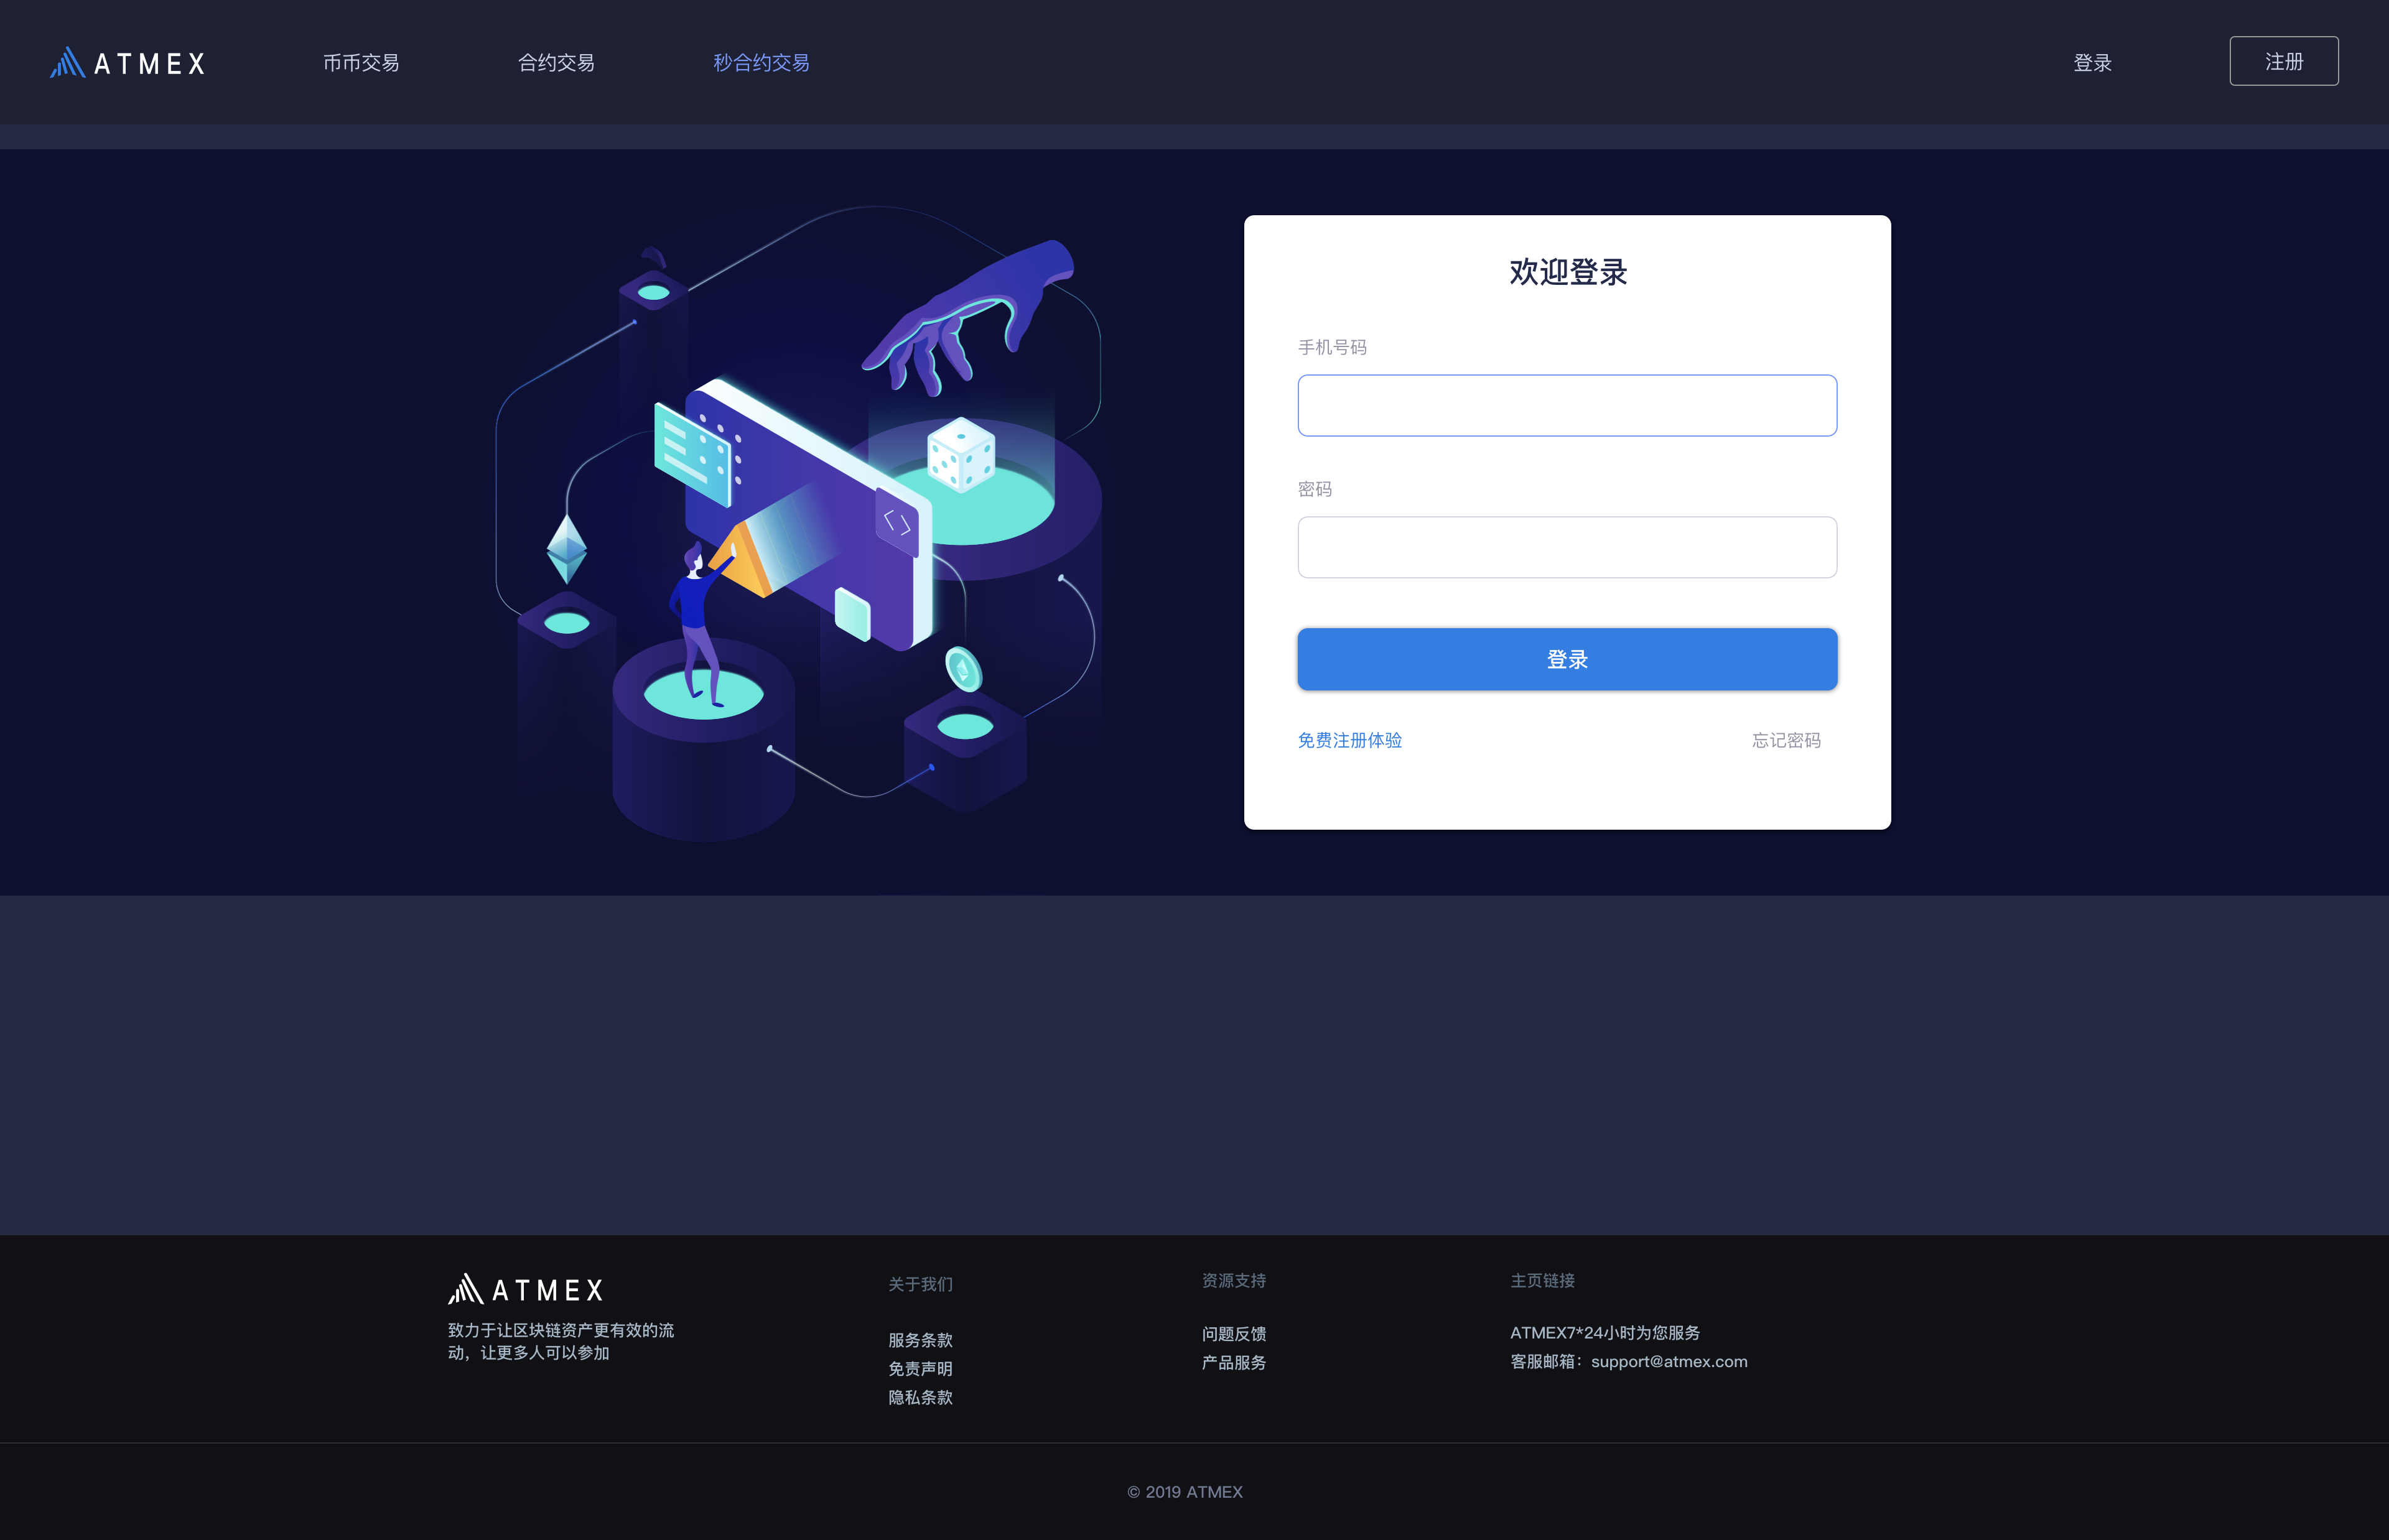 ATMEX
币币交易
合约交易
秒合约交易
登录
注册
欢迎登录
手机号码
密码
登录
免费注册体验
忘记密码
ATMEX
致力于让区块链资产更有效的流
动，让更多人可以参加
关于我们
服务条款
免责声明
隐私条款
资源支持
问题反馈
产品服务
主页链接
ATMEX7*24小时为您服务
客服邮箱：support@atmex.com
© 2019 ATMEX